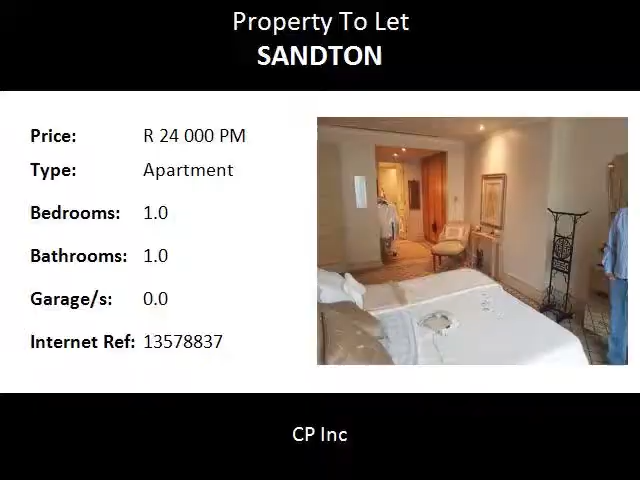 Property To Let
SANDTON
Price: R 24 000 PM
Type: Apartment
Bedrooms: 1.0
Bathrooms: 1.0
Garage/s: 0.0
Internet Ref: 13578837
CP Inc